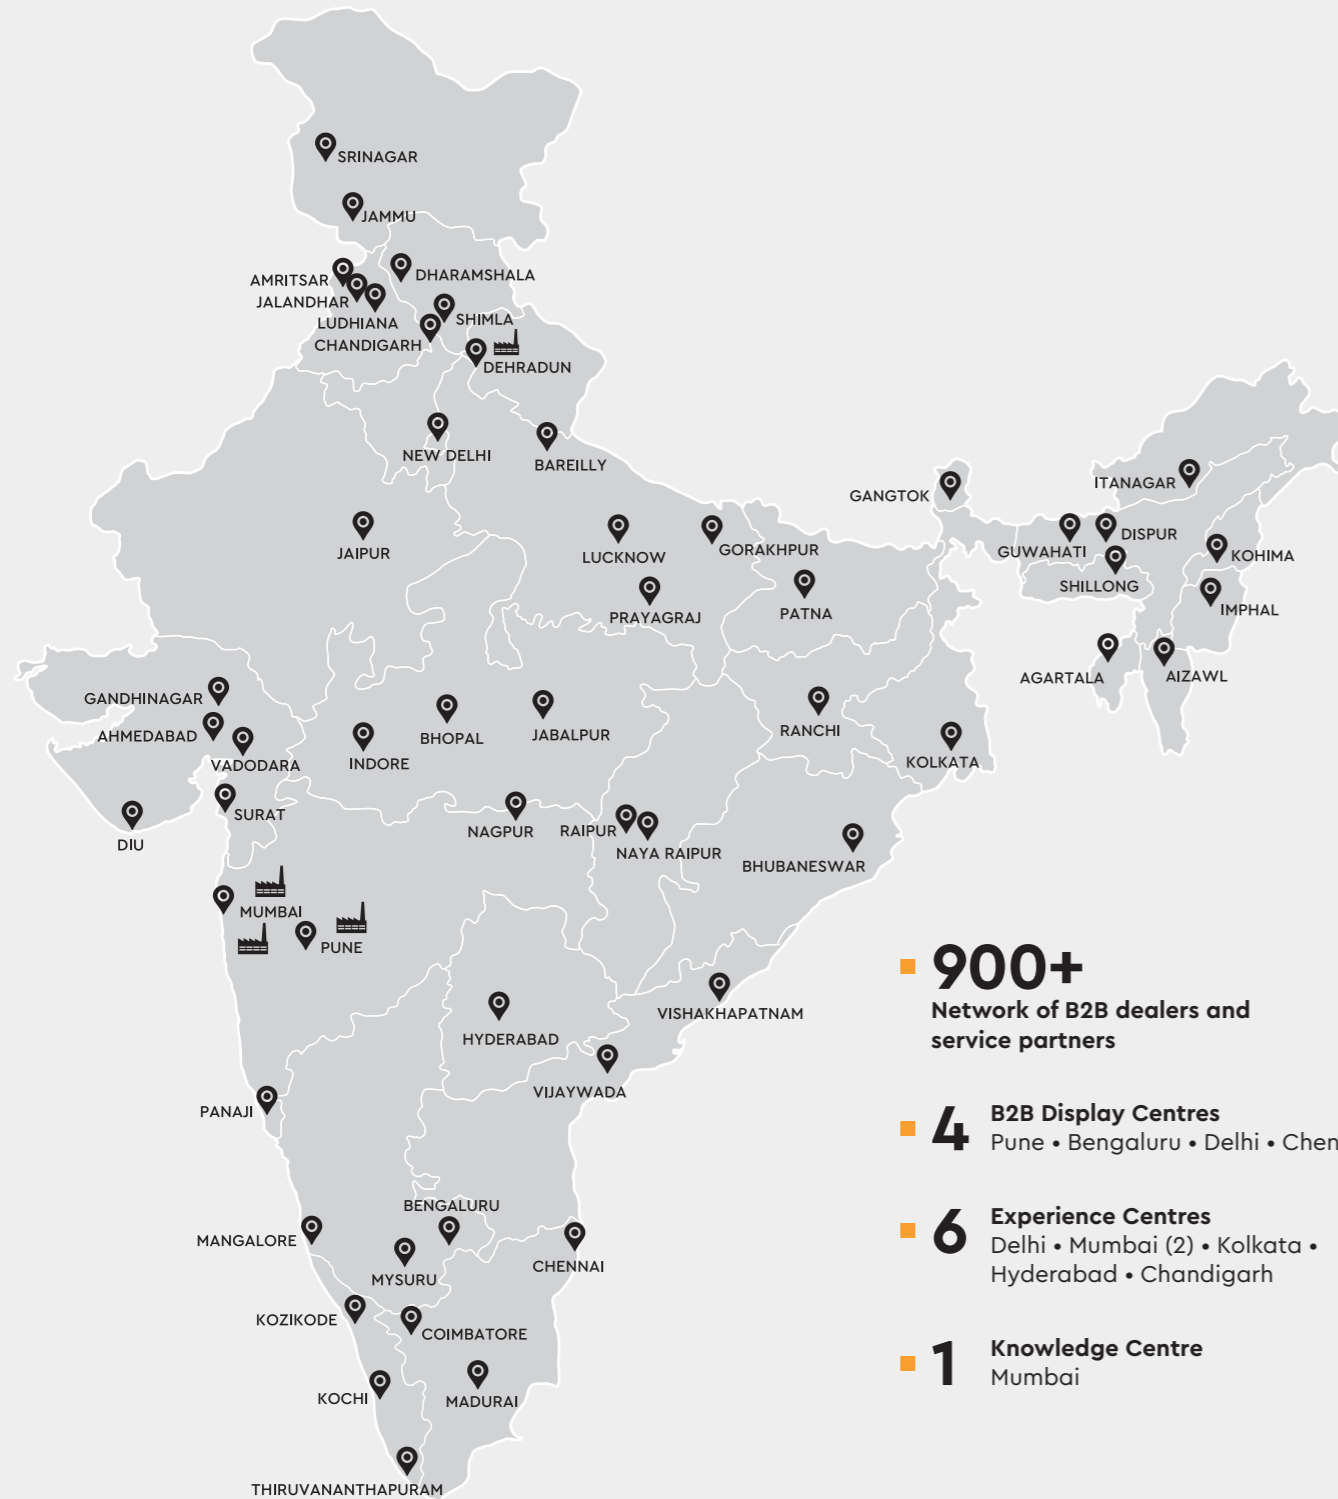 SRINAGAR
JAMMU
DHARAMSHALA
AMRITSAR
JALANDHAR
LUDHIANA
SHIMLA
CHANDIGARH
DEHRADUN
NEW DELHI
BAREILLY
GANGTOK
ITANAGAR
JAIPUR
LUCKNOW
GORAKHPUR
GUWAHATI
DISPUR
KOHIMA
SHILLONG
PRAYAGRAJ
PATNA
IMPHAL
AGARTALA
AIZAWL
GANDHINAGAR
AHMEDABAD
VADODARA
INDORE
BHOPAL
JABALPUR
RANCHI
KOLKATA
SURAT
DIU
NAGPUR
RAIPUR
NAYA RAIPUR
BHUBANESWAR
MUMBAI
PUNE
HYDERABAD
VISHAKHAPATNAM
VIJAYWADA
PANAJI
BENGALURU
MANGALORE
MYSURU
CHENNAI
KOZIKODE
COIMBATORE
KOCHI
MADURAI
THIRUVANANTHAPURAM
900+
Network of B2B dealers and
service partners
4 B2B Display Centres
Pune • Bengaluru • Delhi •
6 Experience Centres
Delhi • Mumbai (2) • Kolkata •
Hyderabad • Chandigarh
1 Knowledge Centre
Mumbai